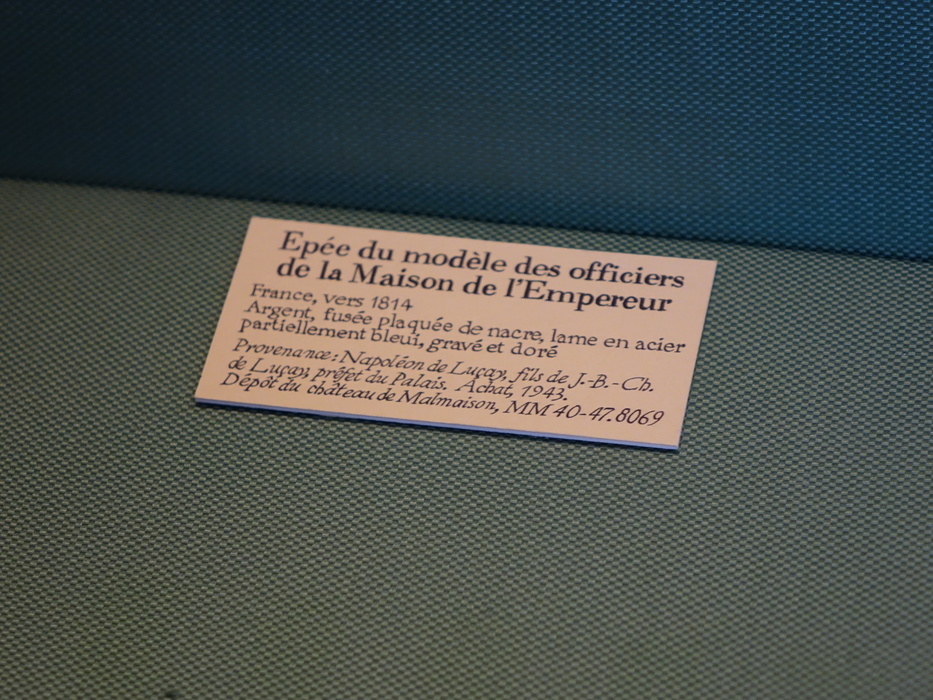 Epée du modèle des officiers
de la Maison de l'Empereur
France, vers 1814
Argent, fusée plaquée de nacre, lame en acier
partiellement bleui, gravé et doré
Provenance : Napoléon de Luçay, fils de J.-B.-Ch.
de Luçay, préfet du Palais. Achat, 1943.
Dépôt du château de Malmaison, MM 40-47.8069